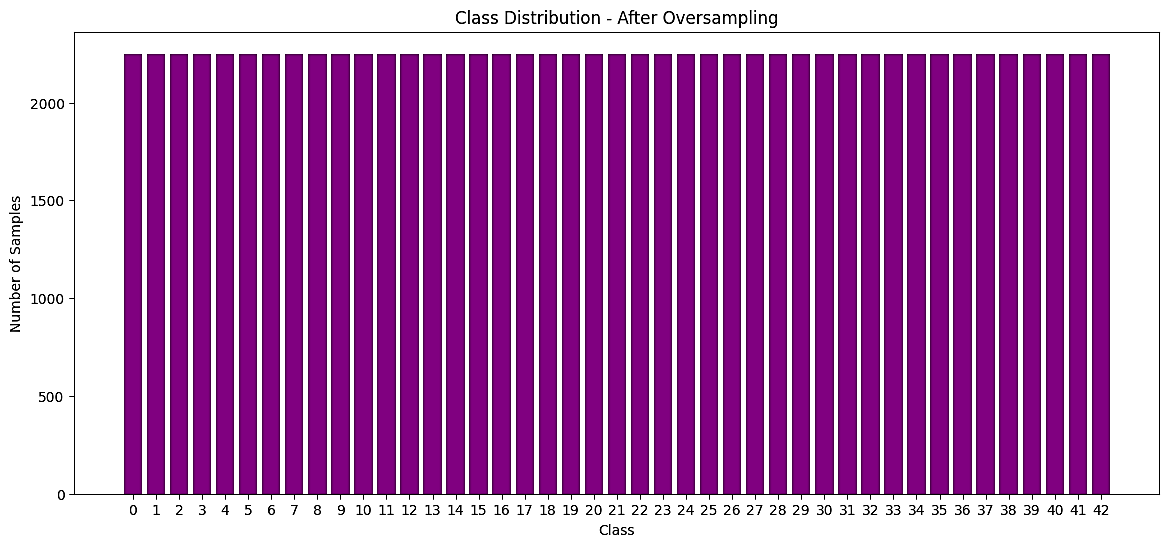 Class Distribution - After Oversampling
Number of Samples
2000
1500
1000
500
0
0 1 2 3 4 5 6 7 8 9 10 11 12 13 14 15 16 17 18 19 20 21 22 23 24 25 26 27 28 29 30 31 32 33 34 35 36 37 38 39 40 41 42
Class